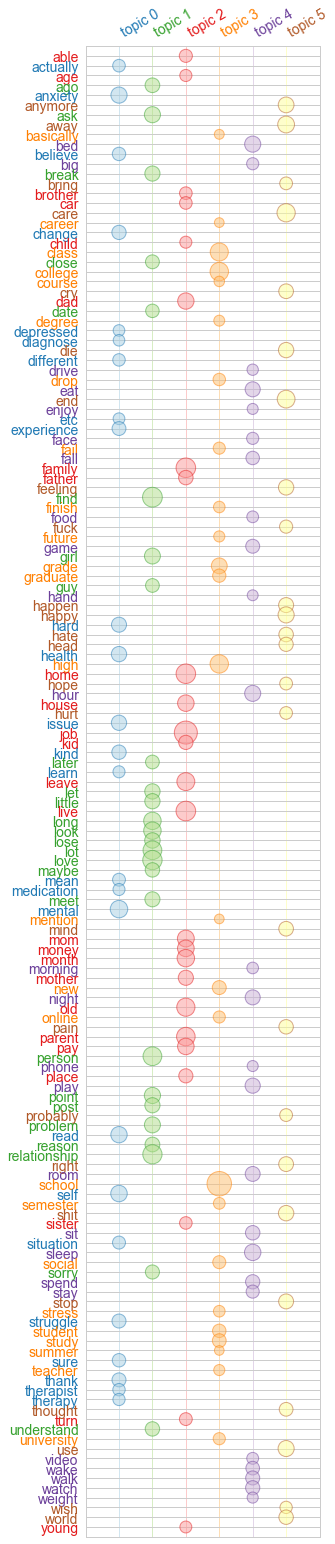 topic 0 topic 1 topic 2 topic 3 topic 4 topic 5
able
actually
age
ago
anxiety
anymore
ask
away
basically
bed
believe
big
break
bring
brother
car
care
career
change
child
class
close
college
course
cry
dad
date
degree
depressed
diagnose
die
different
drive
drop
eat
end
enjoy
etc
experience
face
fail
fall
family
father
feeling
find
finish
food
fuck
future
game
girl
grade
graduate
guy
hand
happen
happy
hard
hate
head
health
high
home
hope
hour
house
hurt
issue
job
kid
kind
later
learn
leave
let
little
live
long
look
lose
lot
love
maybe
mean
medication
meet
mental
mention
mind
mom
money
month
morning
mother
new
night
old
online
pain
parent
pay
person
phone
place
play
point
post
probably
problem
read
reason
relationship
right
room
school
self
semester
shit
sister
sit
situation
sleep
social
sorry
spend
stay
stop
stress
struggle
student
study
summer
sure
teacher
thank
therapist
therapy
thought
turn
understand
university
use
video
wake
walk
watch
weight
wish
world
young